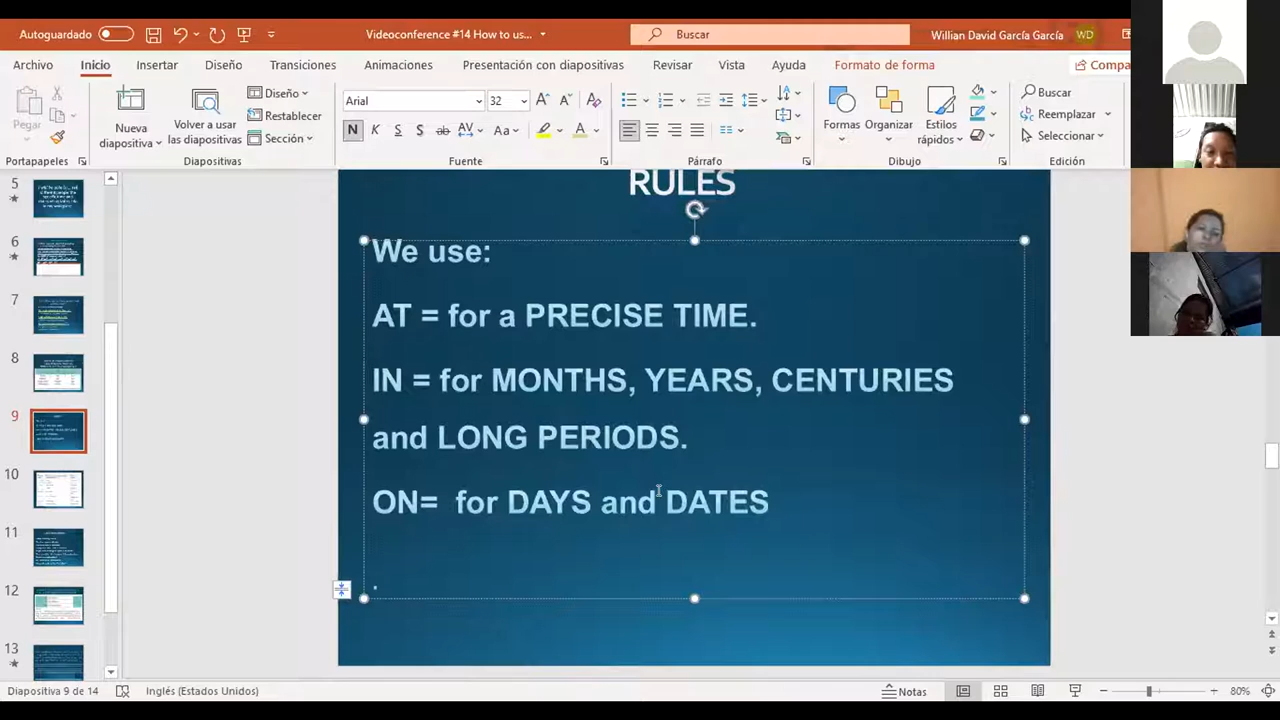 Autoguardado
Videoconference #14 How to us...
Buscar
Willian David García García
WD
Archivo
Inicio
Insertar
Diseño
Transiciones
Animaciones
Presentación con diapositivas
Revisar
Vista
Ayuda
Formato de forma
Compa
Pegar
Nueva
diapositiva
Volver a usar
las diapositivas
Diseño
Restablecer
Sección
Arial
32
N K S S ab AV Aa A
Formas
Organizar
Estilos
rápidos
Buscar
Reemplazar
Seleccionar
Portapapeles
Diapositivas
Fuente
Párrafo
Dibujo
Edición
5
6
7
8
9
10
11
12
13
RULES
We use:
AT = for a PRECISE TIME.
IN = for MONTHS, YEARS, CENTURIES
and LONG PERIODS.
ON= for DAYS and DATES
.
Diapositiva 9 de 14
Inglés (Estados Unidos)
Notas
80%